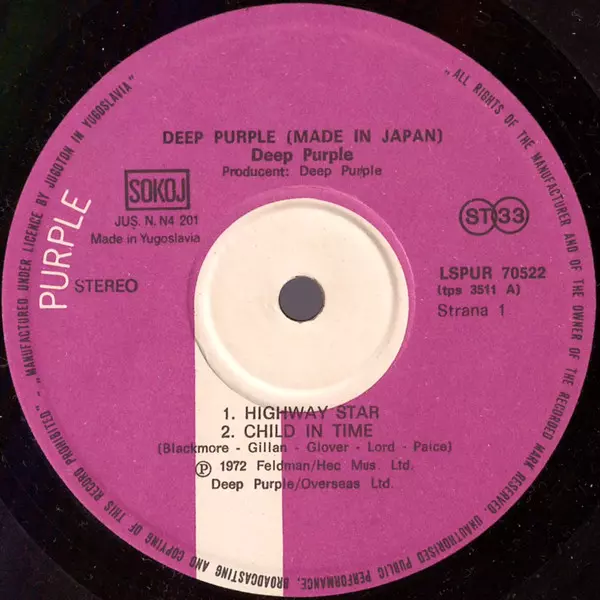 "MANUFACTURED UNDER LICENCE BY JUGOTON IN YUGOSLAVIA"
"ALL RIGHTS OF THE MANUFACTURER AND OF THE OWNER OF THE RECORDED MARK RESERVED. UNAUTHORISED PUBLIC PERFORMANCE, BROADCASTING AND COPYING OF THIS RECORD PROHIBITED"
PURPLE
DEEP PURPLE (MADE IN JAPAN)
Deep Purple
Producent: Deep Purple
SOKOJ
JUS. N. N4 201
Made in Yugoslavia
STEREO
ST 33
LSPUR 70522
(tps 3511 A)
Strana 1
1. HIGHWAY STAR
2. CHILD IN TIME
(Blackmore - Gillan - Glover - Lord - Paice)
Ⓟ 1972 Feldman/Hec Mus. Ltd.
Deep Purple/Overseas Ltd.